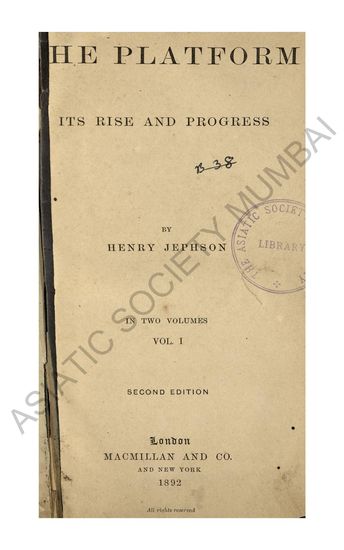 HE PLATFORM
ITS RISE AND PROGRESS
B 38
BY
HENRY JEPHSON
THE ASIATIC SOCIETY
LIBRARY
IN TWO VOLUMES
VOL. I
SECOND EDITION
London
MACMILLAN AND CO.
AND NEW YORK
1892
All rights reserved
ASIATIC SOCIETY MUMBAI